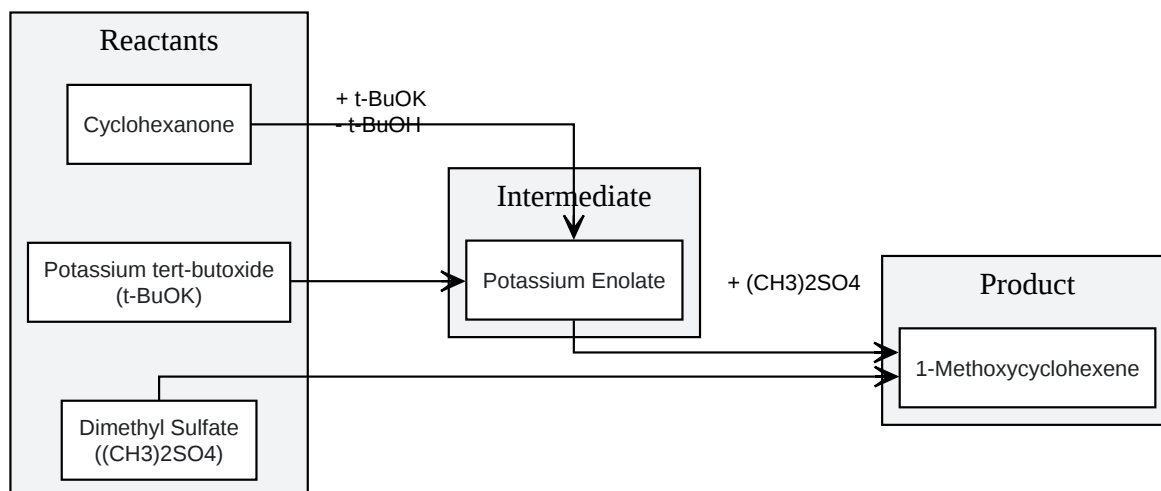 Reactants
Cyclohexanone
+ t-BuOK
- t-BuOH
Intermediate
Potassium tert-butoxide
(t-BuOK)
Potassium Enolate
+ (CH3)2SO4
Product
1-Methoxycyclohexene
Dimethyl Sulfate
((CH3)2SO4)